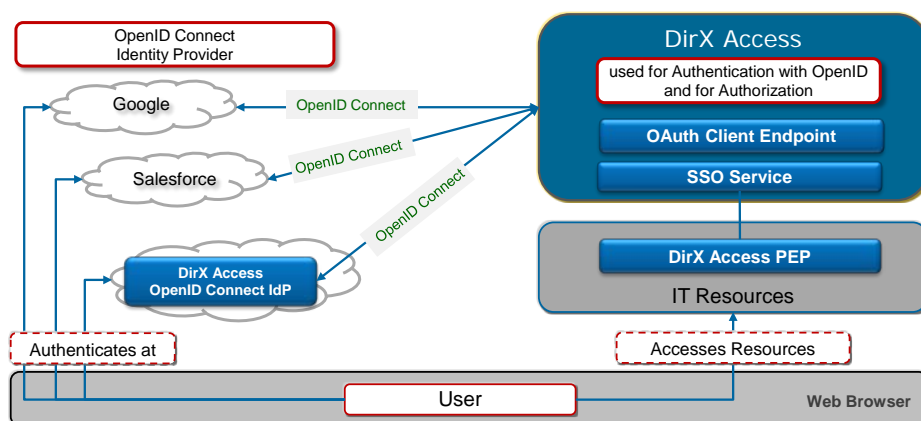 OpenID Connect
Identity Provider
Google
Salesforce
DirX Access
OpenID Connect IdP
OpenID Connect
OpenID Connect
OpenID Connect
DirX Access
used for Authentication with OpenID
and for Authorization
OAuth Client Endpoint
SSO Service
DirX Access PEP
IT Resources
Authenticates at
Accesses Resources
User
Web Browser